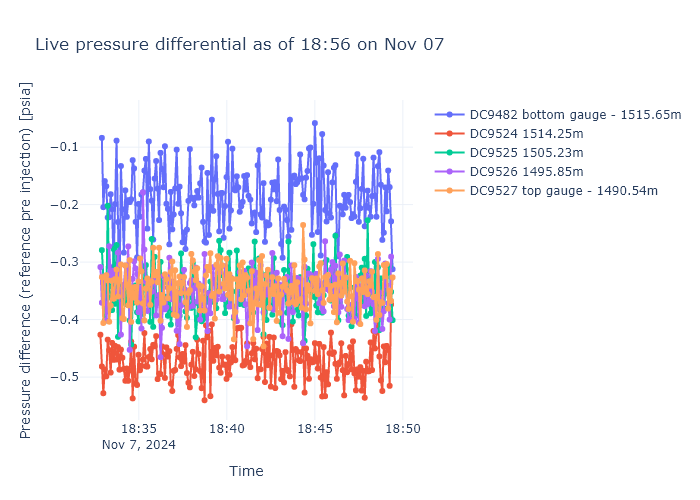 Live pressure differential as of 18:56 on Nov 07
Pressure difference (reference pre injection) [psia]
−0.1
−0.2
−0.3
−0.4
−0.5
18:35
Nov 7, 2024
18:40
18:45
18:50
Time
DC9482 bottom gauge - 1515.65m
DC9524 1514.25m
DC9525 1505.23m
DC9526 1495.85m
DC9527 top gauge - 1490.54m